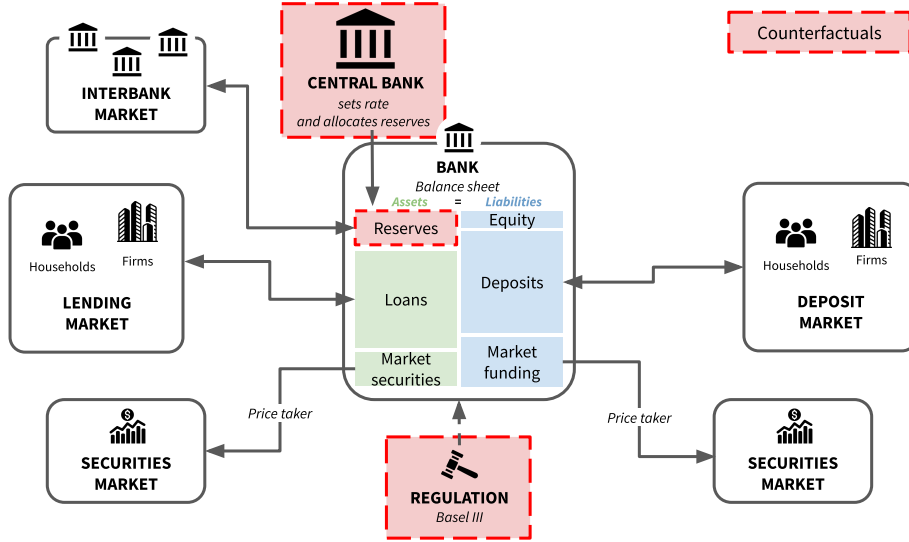 Counterfactuals
INTERBANK
MARKET
CENTRAL BANK
sets rate
and allocates reserves
BANK
Balance sheet
Assets = Liabilities
Reserves
Equity
Loans
Deposits
Market
securities
Market
funding
Households
Firms
LENDING
MARKET
Households
Firms
DEPOSIT
MARKET
Price taker
Price taker
$
SECURITIES
MARKET
$
SECURITIES
MARKET
REGULATION
Basel III